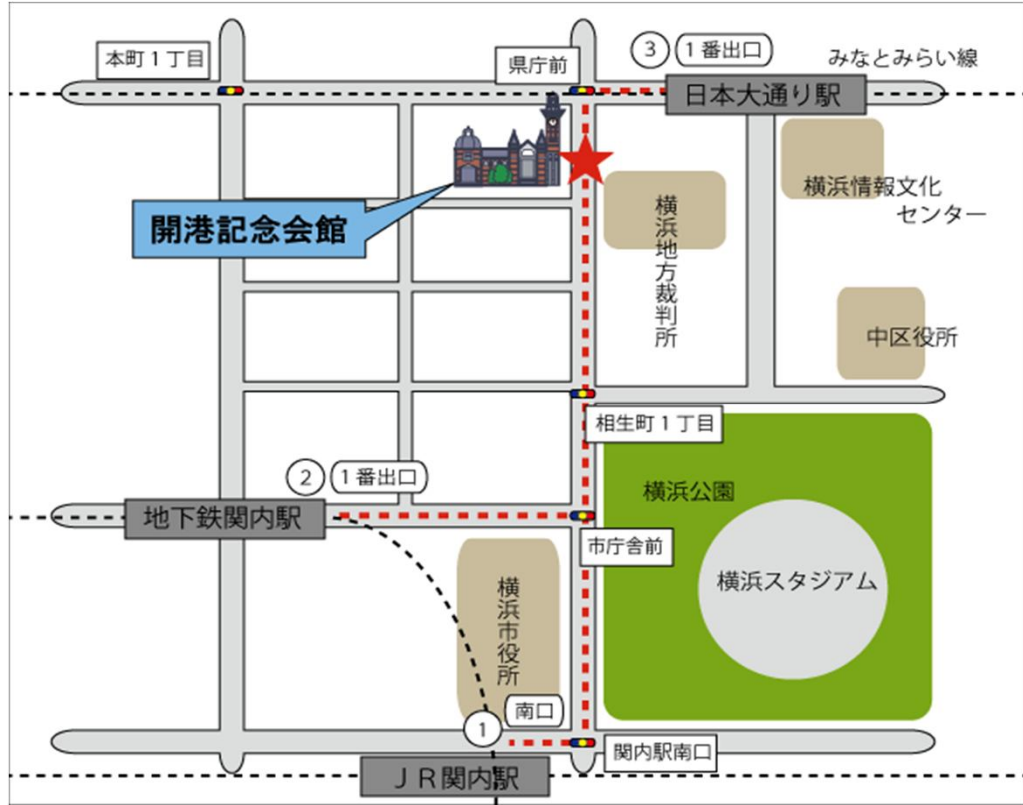 本町1丁目
県庁前
③
1番出口
みなとみらい線
日本大通り駅
開港記念会館
横浜地方裁判所
横浜情報文化
センター
中区役所
相生町1丁目
②
1番出口
地下鉄関内駅
横浜公園
市庁舎前
横浜スタジアム
横浜市役所
南口
①
関内駅南口
JR関内駅